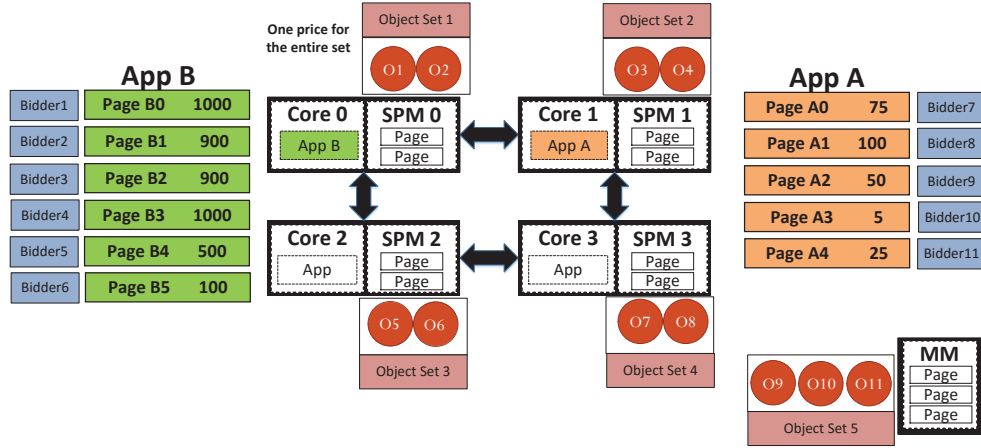 One price for
the entire set
Object Set 1
O1 O2
Object Set 2
O3 O4
App B
Bidder1 Page B0 1000
Bidder2 Page B1 900
Bidder3 Page B2 900
Bidder4 Page B3 1000
Bidder5 Page B4 500
Bidder6 Page B5 100
Core 0 SPM 0
App B
Page
Page
Core 1 SPM 1
App A
Page
Page
Core 2 SPM 2
App
Page
Page
Core 3 SPM 3
App
Page
Page
O5 O6
Object Set 3
O7 O8
Object Set 4
App A
Page A0 75 Bidder7
Page A1 100 Bidder8
Page A2 50 Bidder9
Page A3 5 Bidder10
Page A4 25 Bidder11
O9 O10 O11
Object Set 5
MM
Page
Page
Page